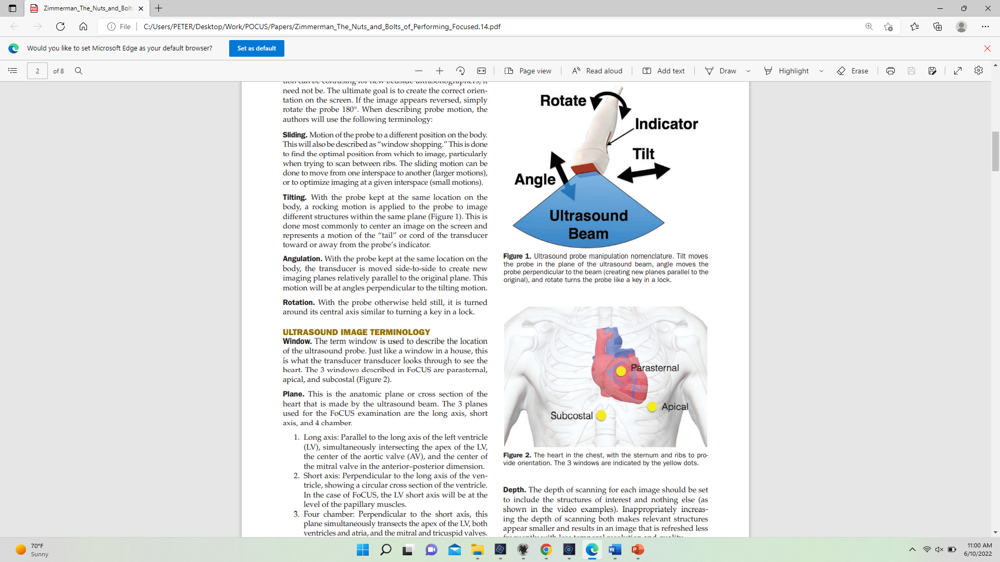 Zimmerman_The_Nuts_and_Bolts
File
C:/Users/PETER/Desktop/Work/POCUS/Papers/Zimmerman_The_Nuts_and_Bolts_of_Performing_Focused.14.pdf
Would you like to set Microsoft Edge as your default browser?
Set as default
2 of 8
Page view
Read aloud
Add text
Draw
Highlight
Erase
tion can be confusing for new bedside ultrasonographers, it
need not be. The ultimate goal is to create the correct orien-
tation on the screen. If the image appears reversed, simply
rotate the probe 180°. When describing probe motion, the
authors will use the following terminology:
Sliding. Motion of the probe to a different position on the body.
This will also be described as “window shopping.” This is done
to find the optimal position from which to image, particularly
when trying to scan between ribs. The sliding motion can be
done to move from one interspace to another (larger motions),
or to optimize imaging at a given interspace (small motions).
Tilting. With the probe kept at the same location on the
body, a rocking motion is applied to the probe to image
different structures within the same plane (Figure 1). This is
done most commonly to center an image on the screen and
represents a motion of the “tail” or cord of the transducer
toward or away from the probe’s indicator.
Angulation. With the probe kept at the same location on the
body, the transducer is moved side-to-side to create new
imaging planes relatively parallel to the original plane. This
motion will be at angles perpendicular to the tilting motion.
Rotation. With the probe otherwise held still, it is turned
around its central axis similar to turning a key in a lock.
ULTRASOUND IMAGE TERMINOLOGY
Window. The term window is used to describe the location
of the ultrasound probe. Just like a window in a house, this
is what the transducer transducer looks through to see the
heart. The 3 windows described in FoCUS are parasternal,
apical, and subcostal (Figure 2).
Plane. This is the anatomic plane or cross section of the
heart that is made by the ultrasound beam. The 3 planes
used for the FoCUS examination are the long axis, short
axis, and 4 chamber.
1. Long axis: Parallel to the long axis of the left ventricle
(LV), simultaneously intersecting the apex of the LV,
the center of the aortic valve (AV), and the center of
the mitral valve in the anterior–posterior dimension.
2. Short axis: Perpendicular to the long axis of the ven-
tricle, showing a circular cross section of the ventricle.
In the case of FoCUS, the LV short axis will be at the
level of the papillary muscles.
3. Four chamber: Perpendicular to the short axis, this
plane simultaneously transects the apex of the LV, both
ventricles and atria, and the mitral and tricuspid valves.
Rotate
Indicator
Tilt
Angle
Ultrasound
Beam
Figure 1. Ultrasound probe manipulation nomenclature. Tilt moves
the probe in the plane of the ultrasound beam, angle moves the
probe perpendicular to the beam (creating new planes parallel to the
original), and rotate turns the probe like a key in a lock.
Parasternal
Apical
Subcostal
Figure 2. The heart in the chest, with the sternum and ribs to pro-
vide orientation. The 3 windows are indicated by the yellow dots.
Depth. The depth of scanning for each image should be set
to include the structures of interest and nothing else (as
shown in the video examples). Inappropriately increas-
ing the depth of scanning both makes relevant structures
appear smaller and results in an image that is refreshed less
frequently with less temporal resolution and quality.
70°F
Sunny
11:00 AM
6/10/2022